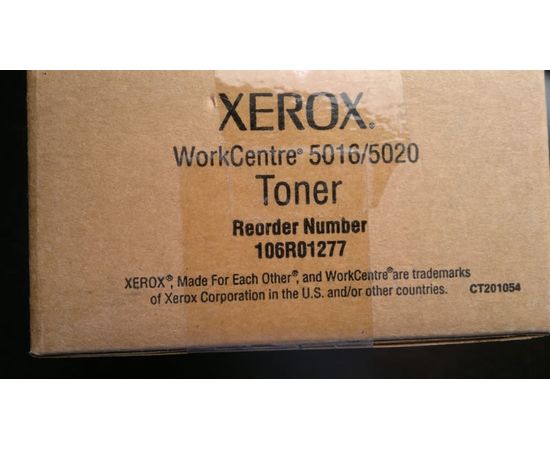 XEROX®
WorkCentre® 5016/5020
Toner
Reorder Number
106R01277
XEROX®, Made For Each Other®, and WorkCentre® are trademarks
of Xerox Corporation in the U.S. and/or other countries. CT201054